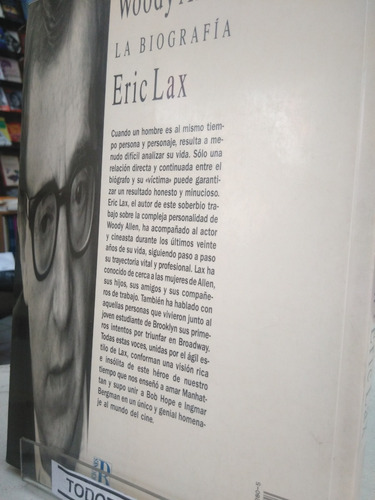 Woody A
LA BIOGRAFÍA
Eric Lax
Cuando un hombre es al mismo tiem-
po persona y personaje, resulta a me-
nudo difícil analizar su vida. Sólo una
relación directa y continuada entre el
biógrafo y su «víctima» puede garanti-
zar un resultado honesto y minucioso.
Eric Lax, el autor de este soberbio tra-
bajo sobre la compleja personalidad de
Woody Allen, ha acompañado al actor
y cineasta durante los últimos veinte
años de su vida, siguiendo paso a paso
su trayectoria vital y profesional. Lax ha
conocido de cerca a las mujeres de Allen,
sus hijos, sus amigos y sus compañe-
ros de trabajo. También ha hablado con
aquellas personas que vivieron junto al
joven estudiante de Brooklyn sus prime-
ros intentos por triunfar en Broadway.
Todas estas voces, unidas por el ágil es-
tilo de Lax, conforman una visión rica
e insólita de este héroe de nuestro
tiempo que nos enseñó a amar Manhat-
tan y supo unir a Bob Hope e Ingmar
Bergman en un único y genial homena-
je al mundo del cine.
R
TODO